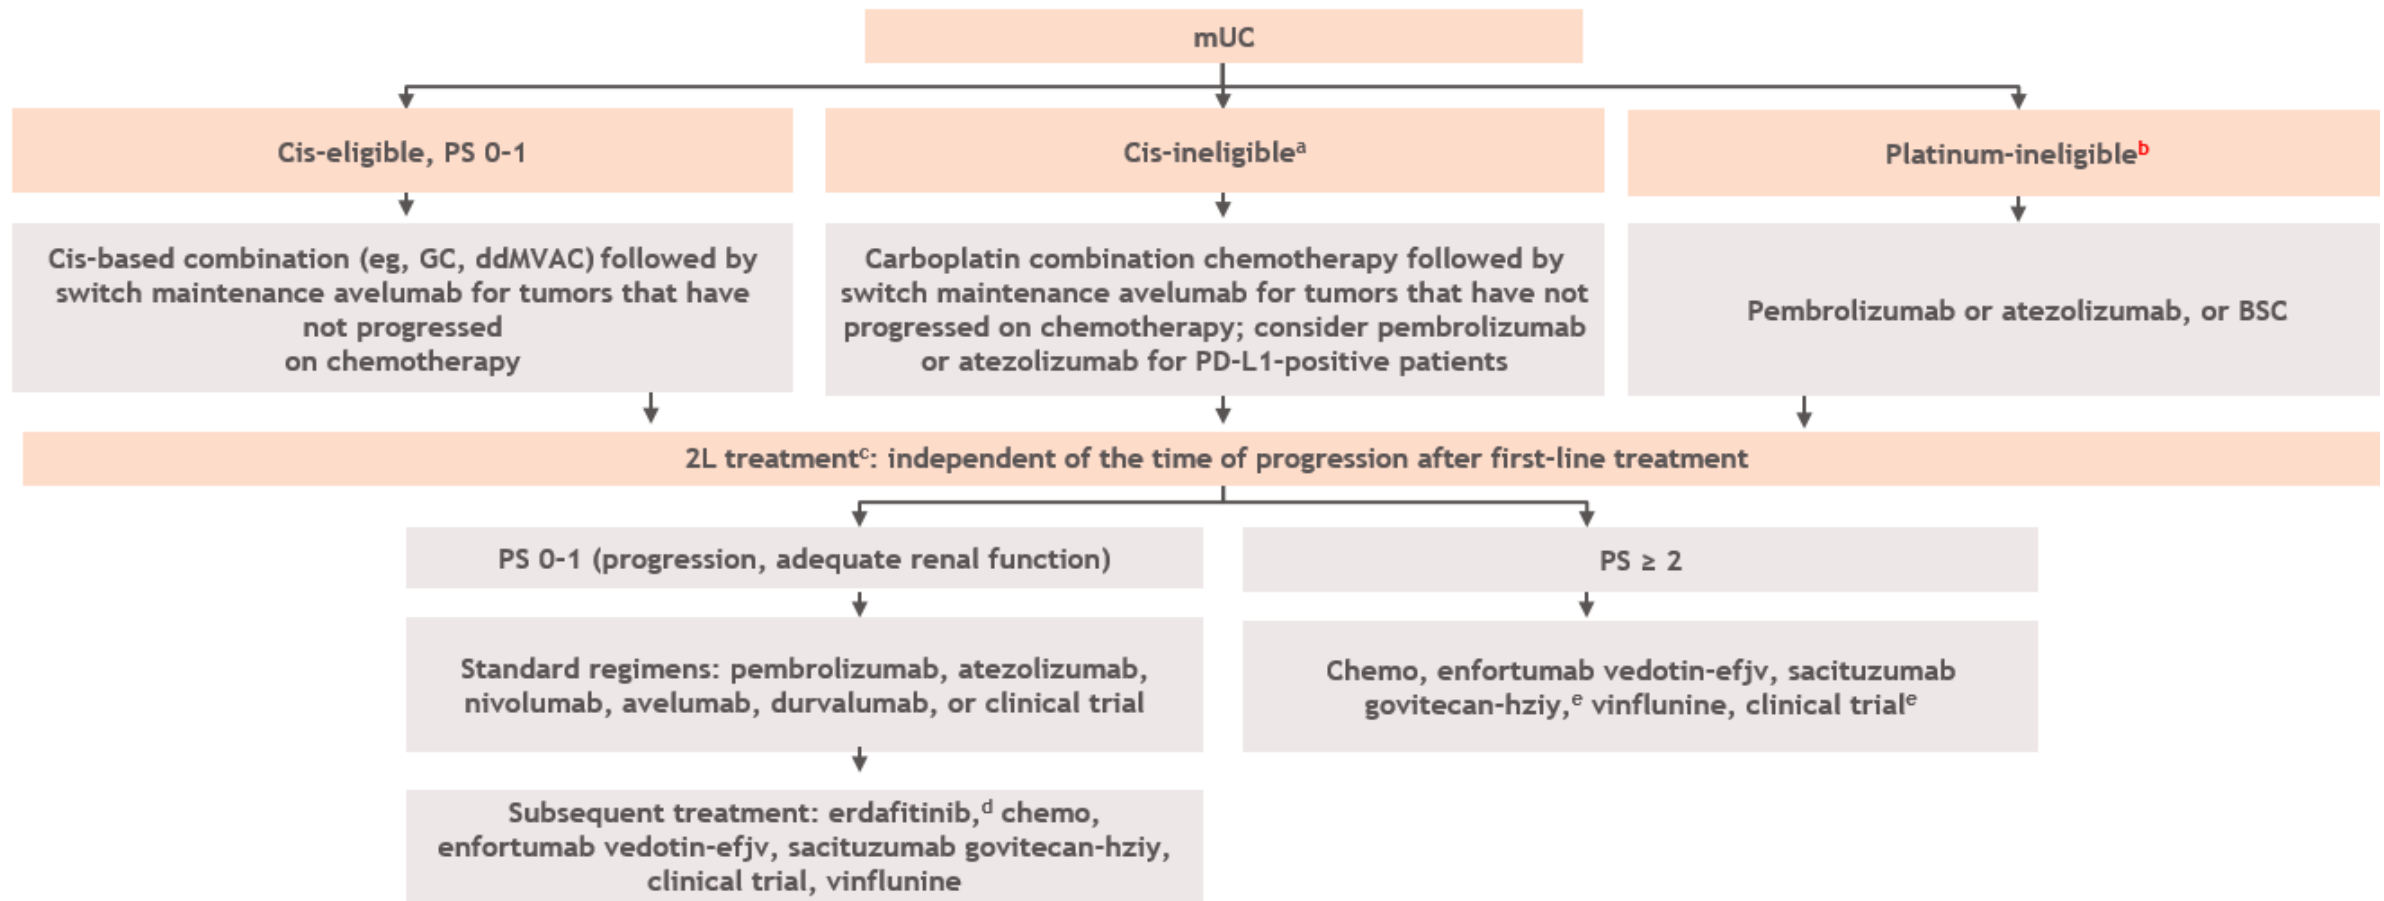 mUC
Cis-eligible, PS 0-1
Cis-ineligibleᵃ
Platinum-ineligibleᵇ
Cis-based combination (eg, GC, ddMVAC) followed by
switch maintenance avelumab for tumors that have
not progressed
on chemotherapy
Carboplatin combination chemotherapy followed by
switch maintenance avelumab for tumors that have not
progressed on chemotherapy; consider pembrolizumab
or atezolizumab for PD-L1-positive patients
Pembrolizumab or atezolizumab, or BSC
2L treatmentᶜ: independent of the time of progression after first-line treatment
PS 0-1 (progression, adequate renal function)
PS ≥ 2
Standard regimens: pembrolizumab, atezolizumab,
nivolumab, avelumab, durvalumab, or clinical trial
Chemo, enfortumab vedotin-efjv, sacituzumab
govitecan-hziy,ᵉ vinflunine, clinical trialᵉ
Subsequent treatment: erdafitinib,ᵈ chemo,
enfortumab vedotin-efjv, sacituzumab govitecan-hziy,
clinical trial, vinflunine